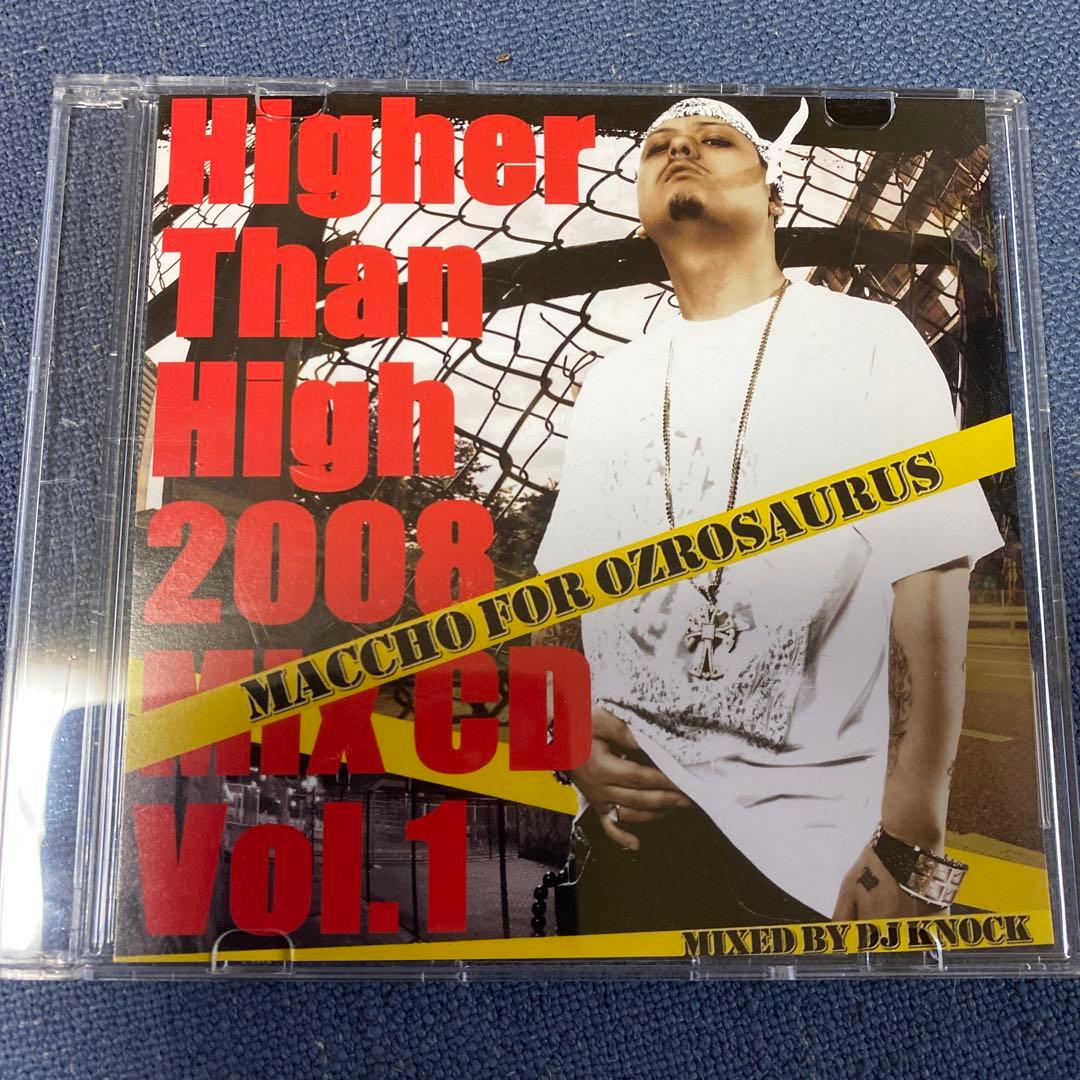 Higher
Than
High
2008
Mix CD
Vol.1
MACCHO FOR OZROSAURUS
MIXED BY DJ KNOCK